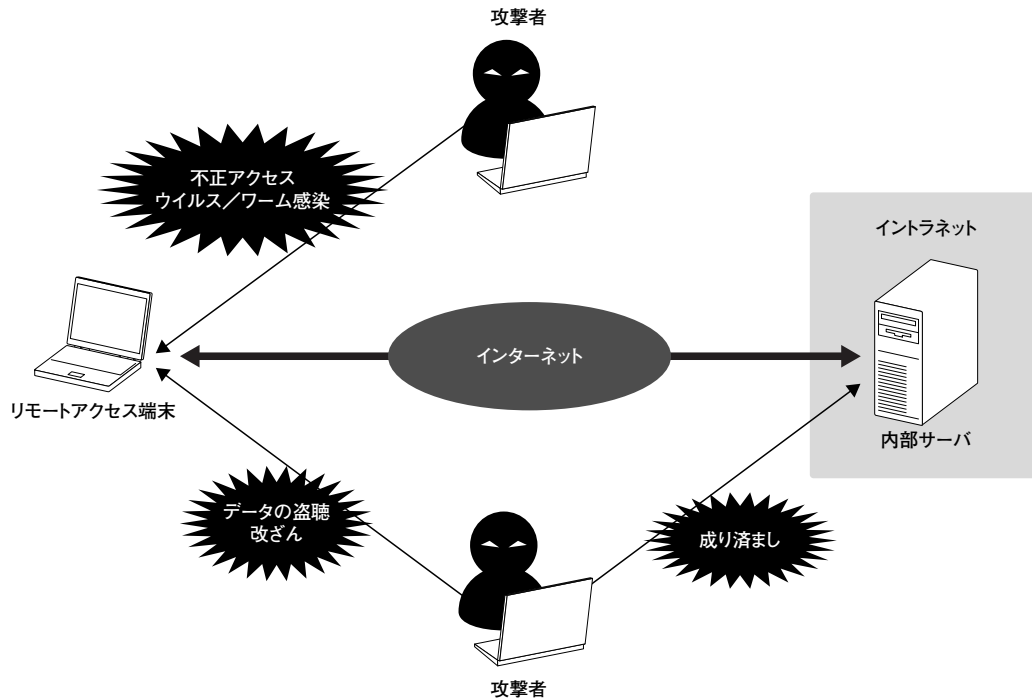 攻撃者
不正アクセス
ウイルス／ワーム感染
イントラネット
インターネット
リモートアクセス端末
内部サーバ
データの盗聴
改ざん
成り済まし
攻撃者